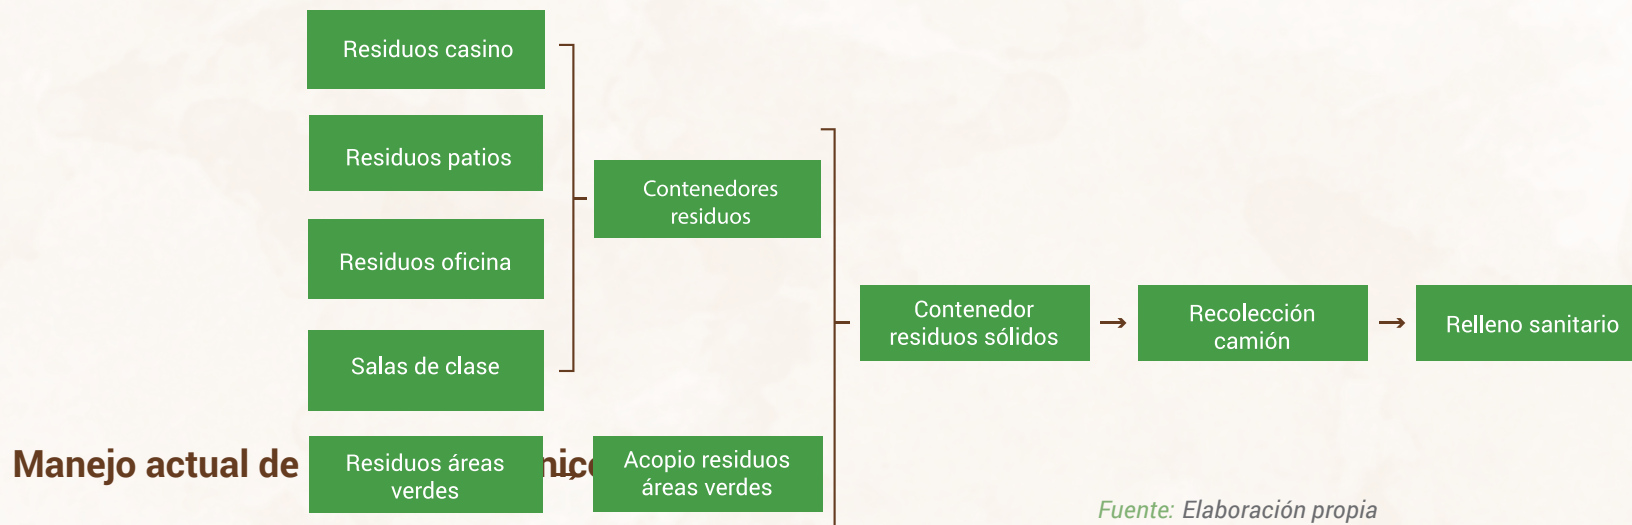 Residuos casino
Residuos patios
Residuos oficina
Salas de clase
Contenedores
residuos
Contenedor
residuos sólidos
Recolección
camión
Relleno sanitario
Manejo actual de
Residuos áreas
verdes
Acopio residuos
áreas verdes
Fuente: Elaboración propia